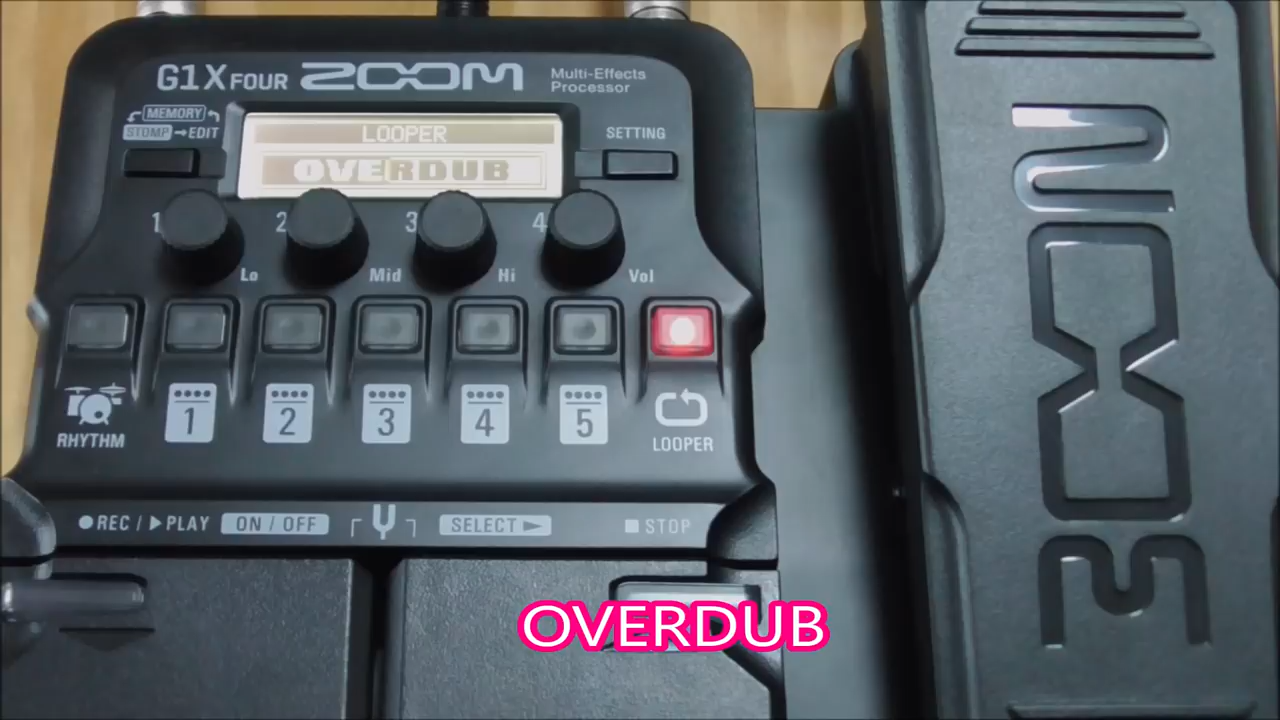 G1X FOUR ZOOM Multi-Effects
Processor
MEMORY
STOMP → EDIT
SETTING
LOOPER
OVERDUB
1 2 3 4
Lo Mid Hi Vol
1 2 3 4 5
RHYTHM
LOOPER
●REC / ▶PLAY ON / OFF SELECT ► ■ STOP
OVERDUB
ZOOM